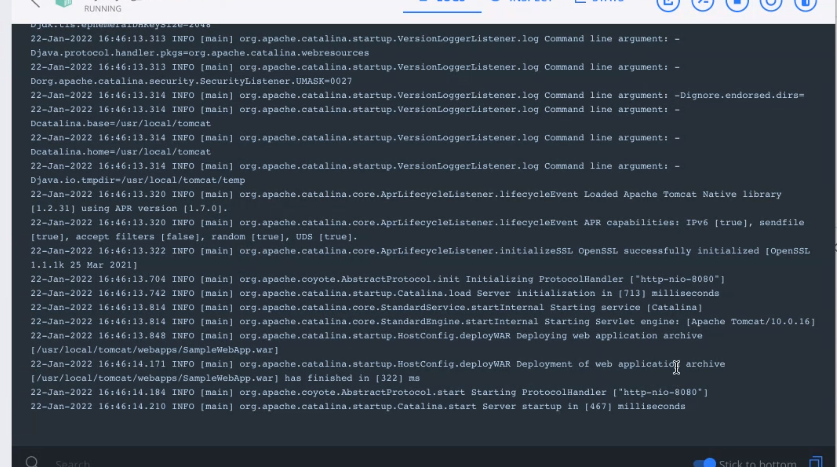 RUNNING
Djdk.tls.ephemeralDHKeySize=2048
22-Jan-2022 16:46:13.313 INFO [main] org.apache.catalina.startup.VersionLoggerListener.log Command line argument: -
Djava.protocol.handler.pkgs=org.apache.catalina.webresources
22-Jan-2022 16:46:13.313 INFO [main] org.apache.catalina.startup.VersionLoggerListener.log Command line argument: -
Dorg.apache.catalina.security.SecurityListener.UMASK=0027
22-Jan-2022 16:46:13.314 INFO [main] org.apache.catalina.startup.VersionLoggerListener.log Command line argument: -Dignore.endorsed.dirs=
22-Jan-2022 16:46:13.314 INFO [main] org.apache.catalina.startup.VersionLoggerListener.log Command line argument: -
Dcatalina.base=/usr/local/tomcat
22-Jan-2022 16:46:13.314 INFO [main] org.apache.catalina.startup.VersionLoggerListener.log Command line argument: -
Dcatalina.home=/usr/local/tomcat
22-Jan-2022 16:46:13.314 INFO [main] org.apache.catalina.startup.VersionLoggerListener.log Command line argument: -
Djava.io.tmpdir=/usr/local/tomcat/temp
22-Jan-2022 16:46:13.320 INFO [main] org.apache.catalina.core.AprLifecycleListener.lifecycleEvent Loaded Apache Tomcat Native library
[1.2.31] using APR version [1.7.0].
22-Jan-2022 16:46:13.320 INFO [main] org.apache.catalina.core.AprLifecycleListener.lifecycleEvent APR capabilities: IPv6 [true], sendfile
[true], accept filters [false], random [true], UDS [true].
22-Jan-2022 16:46:13.322 INFO [main] org.apache.catalina.core.AprLifecycleListener.initializeSSL OpenSSL successfully initialized [OpenSSL
1.1.1k 25 Mar 2021]
22-Jan-2022 16:46:13.704 INFO [main] org.apache.coyote.AbstractProtocol.init Initializing ProtocolHandler ["http-nio-8080"]
22-Jan-2022 16:46:13.742 INFO [main] org.apache.catalina.startup.Catalina.load Server initialization in [713] milliseconds
22-Jan-2022 16:46:13.814 INFO [main] org.apache.catalina.core.StandardService.startInternal Starting service [Catalina]
22-Jan-2022 16:46:13.814 INFO [main] org.apache.catalina.core.StandardEngine.startInternal Starting Servlet engine: [Apache Tomcat/10.0.16]
22-Jan-2022 16:46:13.848 INFO [main] org.apache.catalina.startup.HostConfig.deployWAR Deploying web application archive
[/usr/local/tomcat/webapps/SampleWebApp.war]
22-Jan-2022 16:46:14.171 INFO [main] org.apache.catalina.startup.HostConfig.deployWAR Deployment of web application archive
[/usr/local/tomcat/webapps/SampleWebApp.war] has finished in [322] ms
22-Jan-2022 16:46:14.184 INFO [main] org.apache.coyote.AbstractProtocol.start Starting ProtocolHandler ["http-nio-8080"]
22-Jan-2022 16:46:14.210 INFO [main] org.apache.catalina.startup.Catalina.start Server startup in [467] milliseconds
Search
Stick to bottom